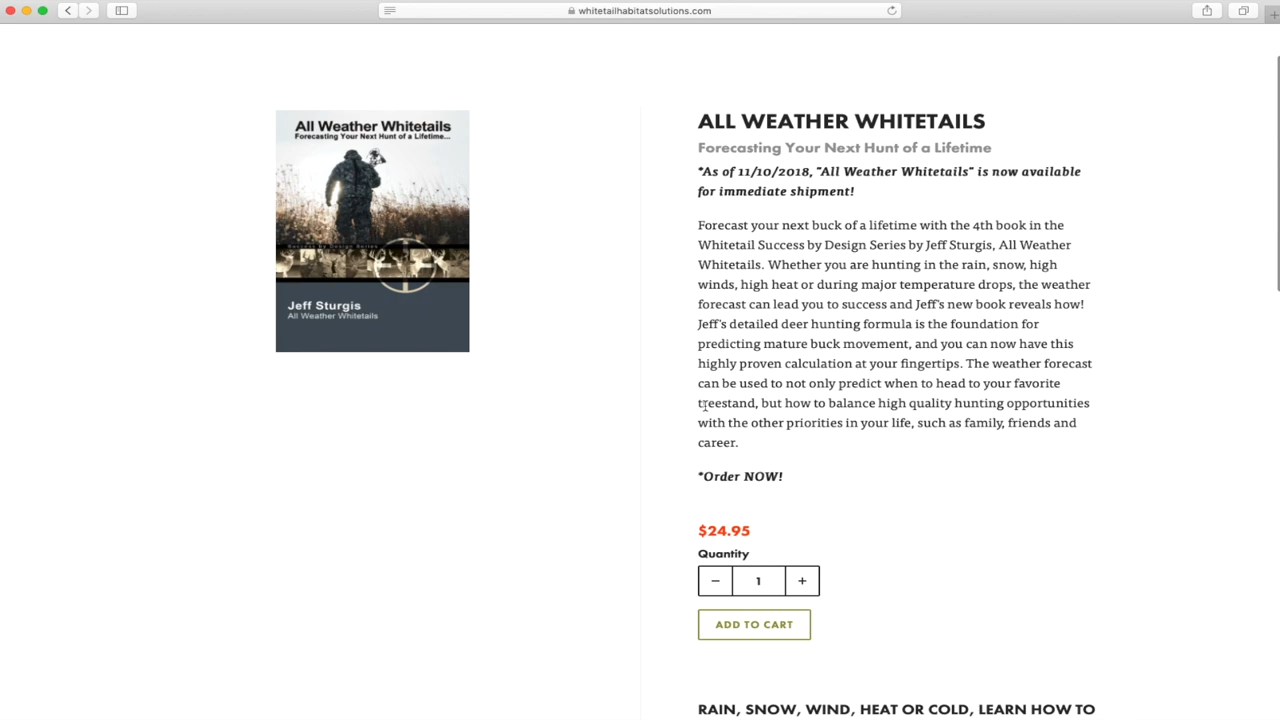 whitetailhabitatsolutions.com
All Weather Whitetails
Forecasting Your Next Hunt of a Lifetime...
Success by Design Series
Jeff Sturgis
All Weather Whitetails
ALL WEATHER WHITETAILS
Forecasting Your Next Hunt of a Lifetime
*As of 11/10/2018, "All Weather Whitetails" is now available
for immediate shipment!
Forecast your next buck of a lifetime with the 4th book in the
Whitetail Success by Design Series by Jeff Sturgis, All Weather
Whitetails. Whether you are hunting in the rain, snow, high
winds, high heat or during major temperature drops, the weather
forecast can lead you to success and Jeff's new book reveals how!
Jeff's detailed deer hunting formula is the foundation for
predicting mature buck movement, and you can now have this
highly proven calculation at your fingertips. The weather forecast
can be used to not only predict when to head to your favorite
treestand, but how to balance high quality hunting opportunities
with the other priorities in your life, such as family, friends and
career.
*Order NOW!
$24.95
Quantity
− 1 +
ADD TO CART
RAIN, SNOW, WIND, HEAT OR COLD, LEARN HOW TO